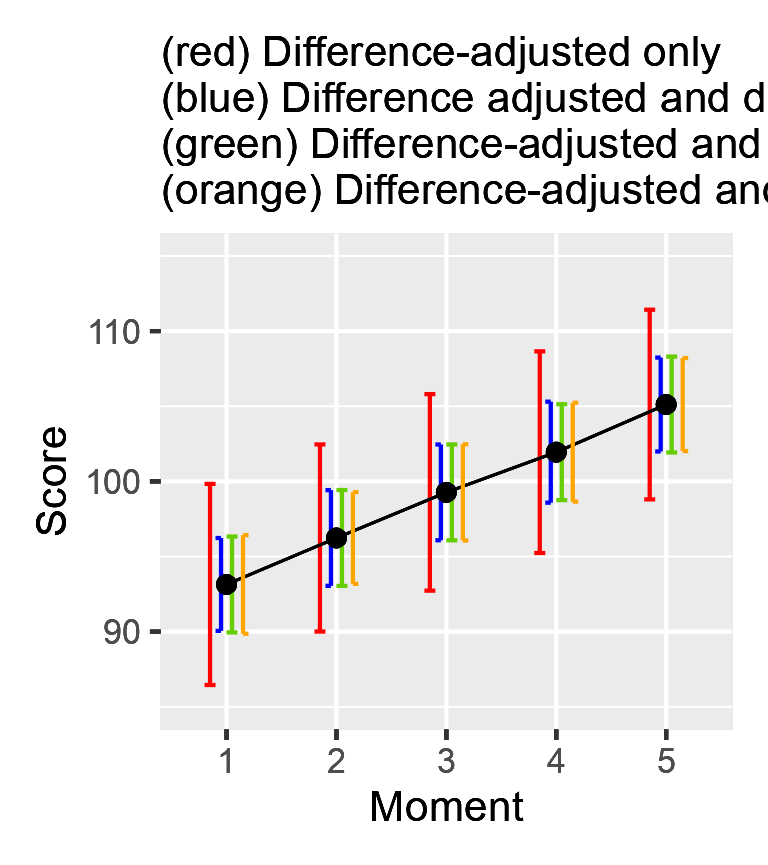 (red) Difference-adjusted only
(blue) Difference adjusted and d
(green) Difference-adjusted and
(orange) Difference-adjusted and
110
100
90
Score
1 2 3 4 5
Moment